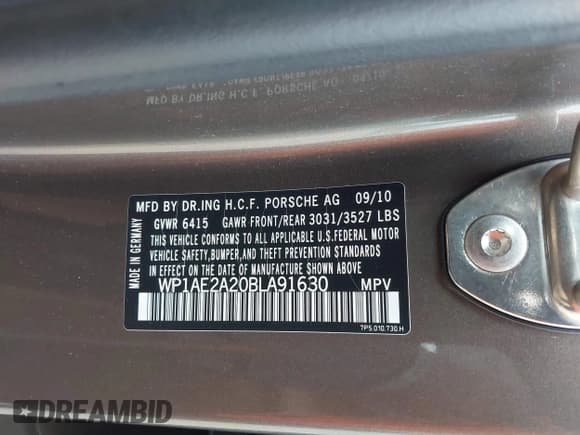 MFD BY DR.ING H.C.F. PORSCHE AG 09/10
MADE IN GERMANY
GVWR 6415 GAWR FRONT/REAR 3031/3527 LBS
THIS VEHICLE CONFORMS TO ALL APPLICABLE U.S.FEDERAL MOTOR
VEHICLE SAFETY,BUMPER,AND THEFT PREVENTION STANDARDS
IN EFFECT ON THE DATE OF MANUFACTURE SHOWN ABOVE.
WP1AE2A20BLA91630 MPV
7P5.010.730.H
DREAMBID